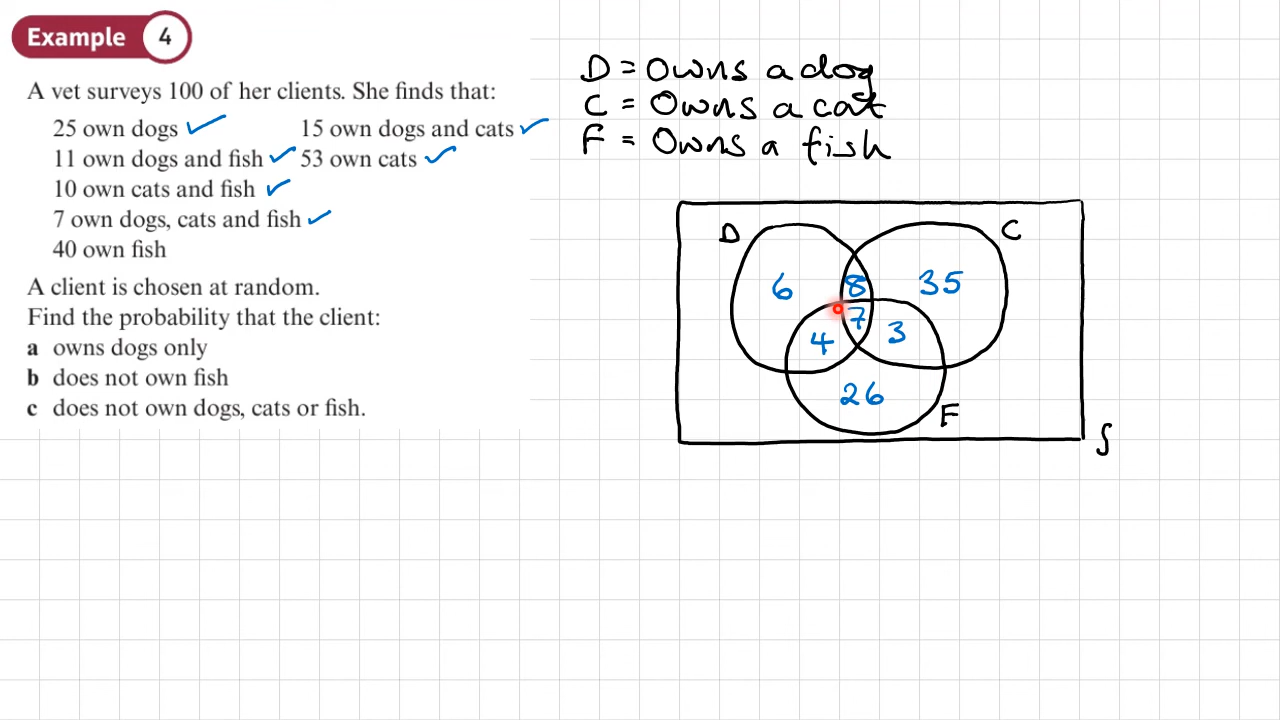 Example 4
A vet surveys 100 of her clients. She finds that:
25 own dogs 15 own dogs and cats
11 own dogs and fish 53 own cats
10 own cats and fish
7 own dogs, cats and fish
40 own fish
A client is chosen at random.
Find the probability that the client:
a owns dogs only
b does not own fish
c does not own dogs, cats or fish.
D = Owns a dog
C = Owns a cat
F = Owns a fish
D C
6 8 35
7
4 3
26
F
S